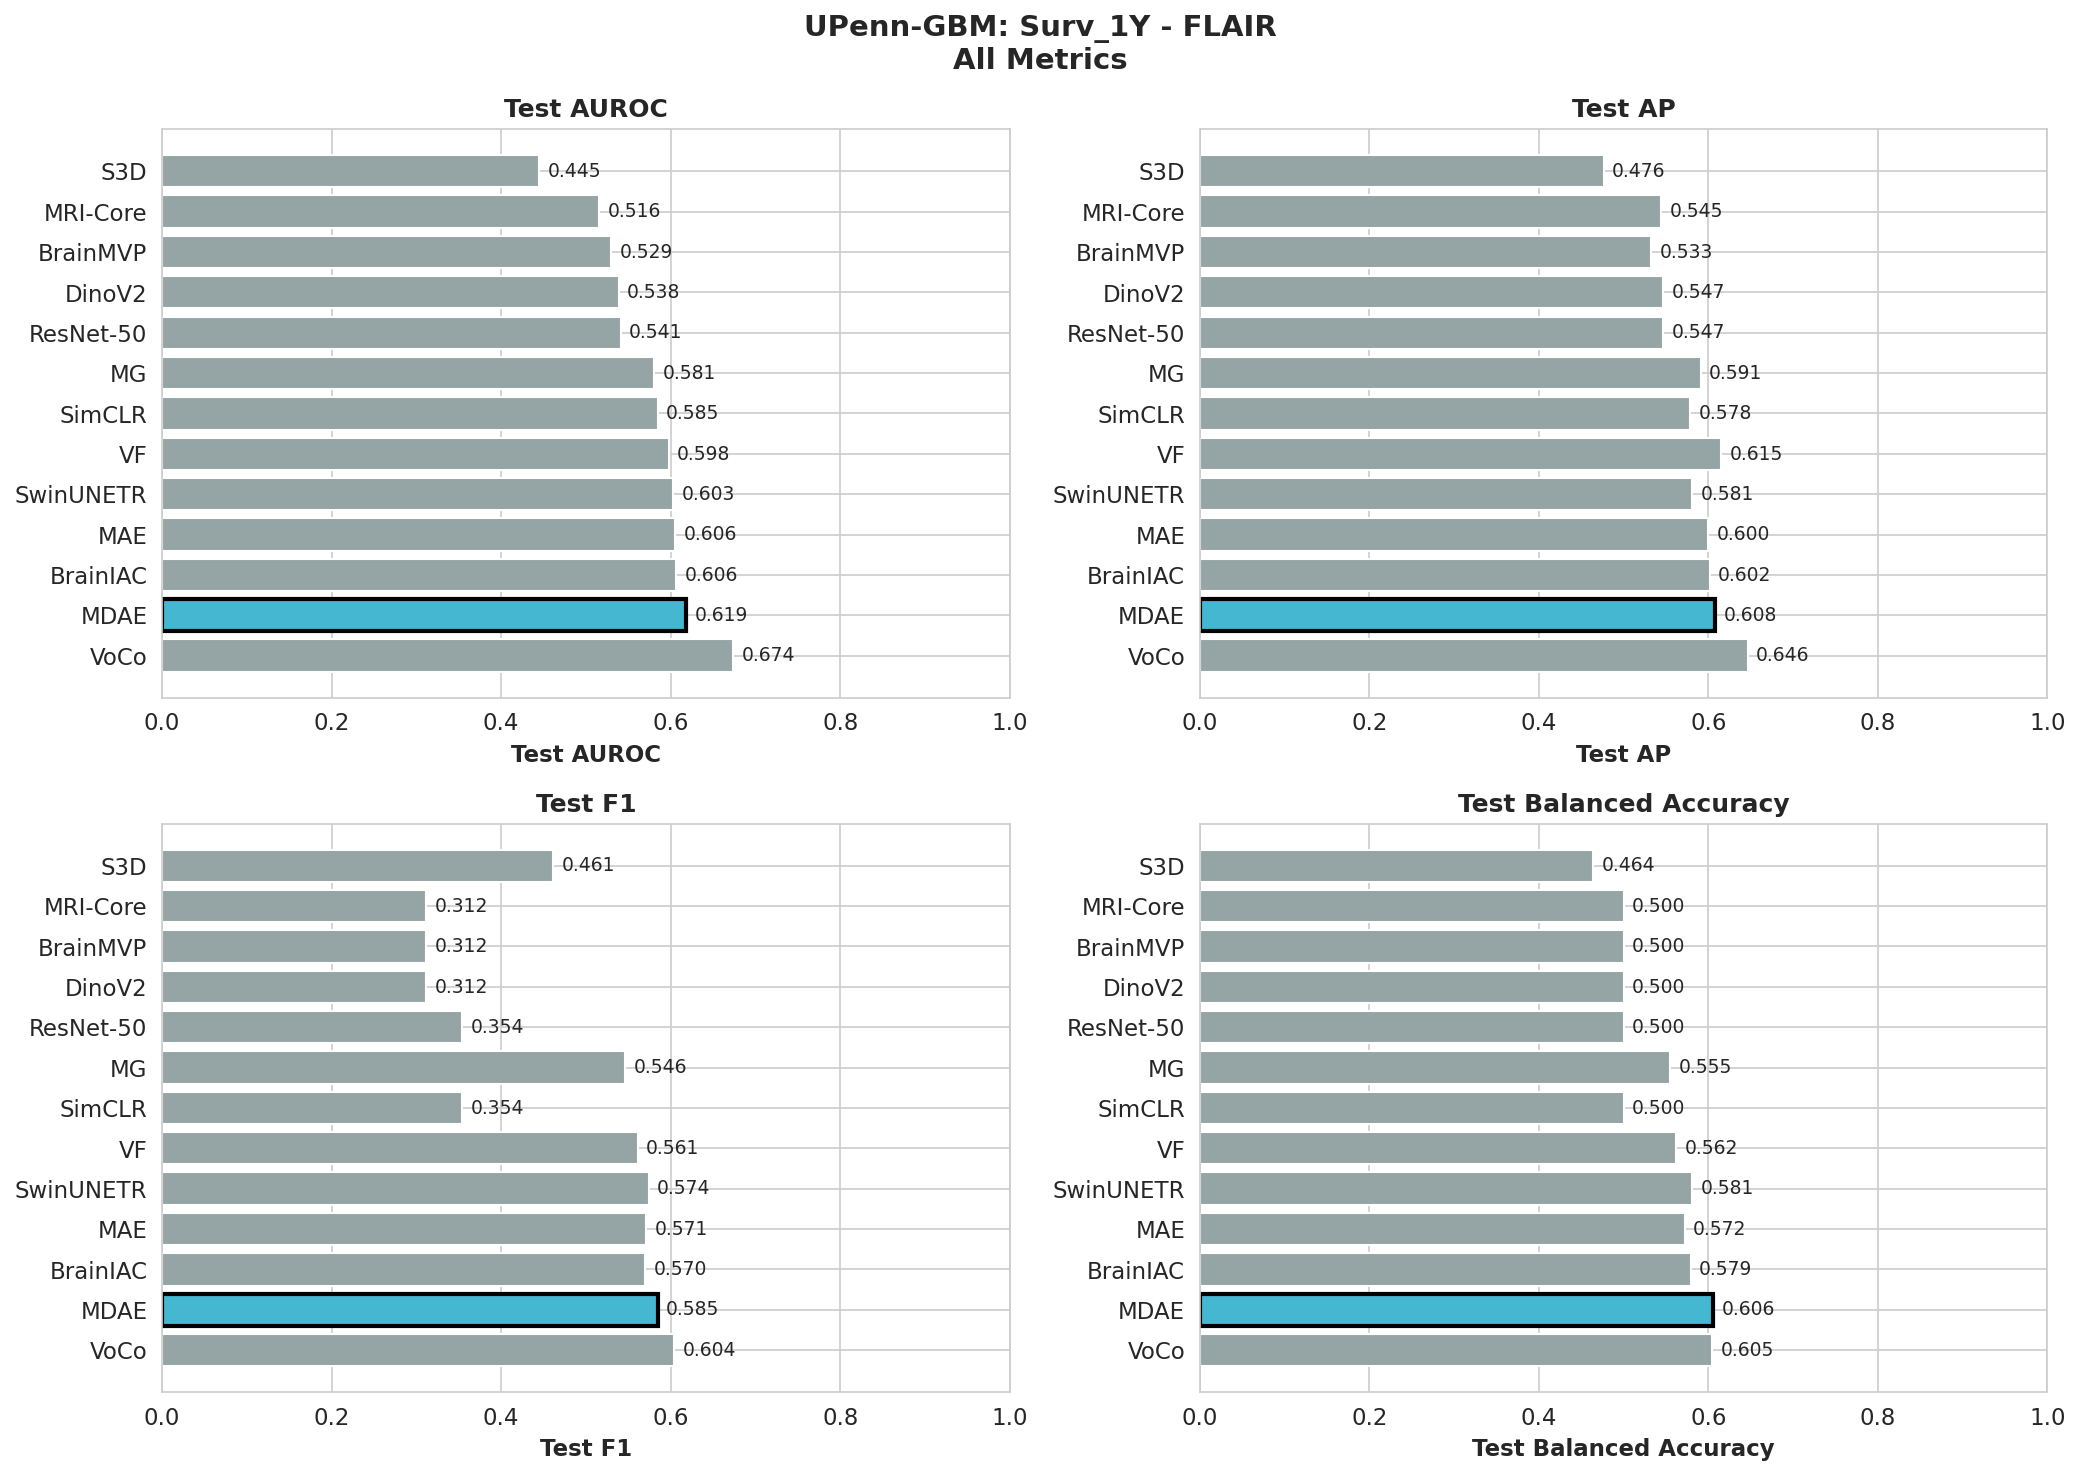 UPenn-GBM: Surv_1Y - FLAIR
All Metrics
Test AUROC
S3D 0.445
MRI-Core 0.516
BrainMVP 0.529
DinoV2 0.538
ResNet-50 0.541
MG 0.581
SimCLR 0.585
VF 0.598
SwinUNETR 0.603
MAE 0.606
BrainIAC 0.606
MDAE 0.619
VoCo 0.674
0.0 0.2 0.4 0.6 0.8 1.0
Test AUROC
Test AP
S3D 0.476
MRI-Core 0.545
BrainMVP 0.533
DinoV2 0.547
ResNet-50 0.547
MG 0.591
SimCLR 0.578
VF 0.615
SwinUNETR 0.581
MAE 0.600
BrainIAC 0.602
MDAE 0.608
VoCo 0.646
0.0 0.2 0.4 0.6 0.8 1.0
Test AP
Test F1
S3D 0.461
MRI-Core 0.312
BrainMVP 0.312
DinoV2 0.312
ResNet-50 0.354
MG 0.546
SimCLR 0.354
VF 0.561
SwinUNETR 0.574
MAE 0.571
BrainIAC 0.570
MDAE 0.585
VoCo 0.604
0.0 0.2 0.4 0.6 0.8 1.0
Test F1
Test Balanced Accuracy
S3D 0.464
MRI-Core 0.500
BrainMVP 0.500
DinoV2 0.500
ResNet-50 0.500
MG 0.555
SimCLR 0.500
VF 0.562
SwinUNETR 0.581
MAE 0.572
BrainIAC 0.579
MDAE 0.606
VoCo 0.605
0.0 0.2 0.4 0.6 0.8 1.0
Test Balanced Accuracy